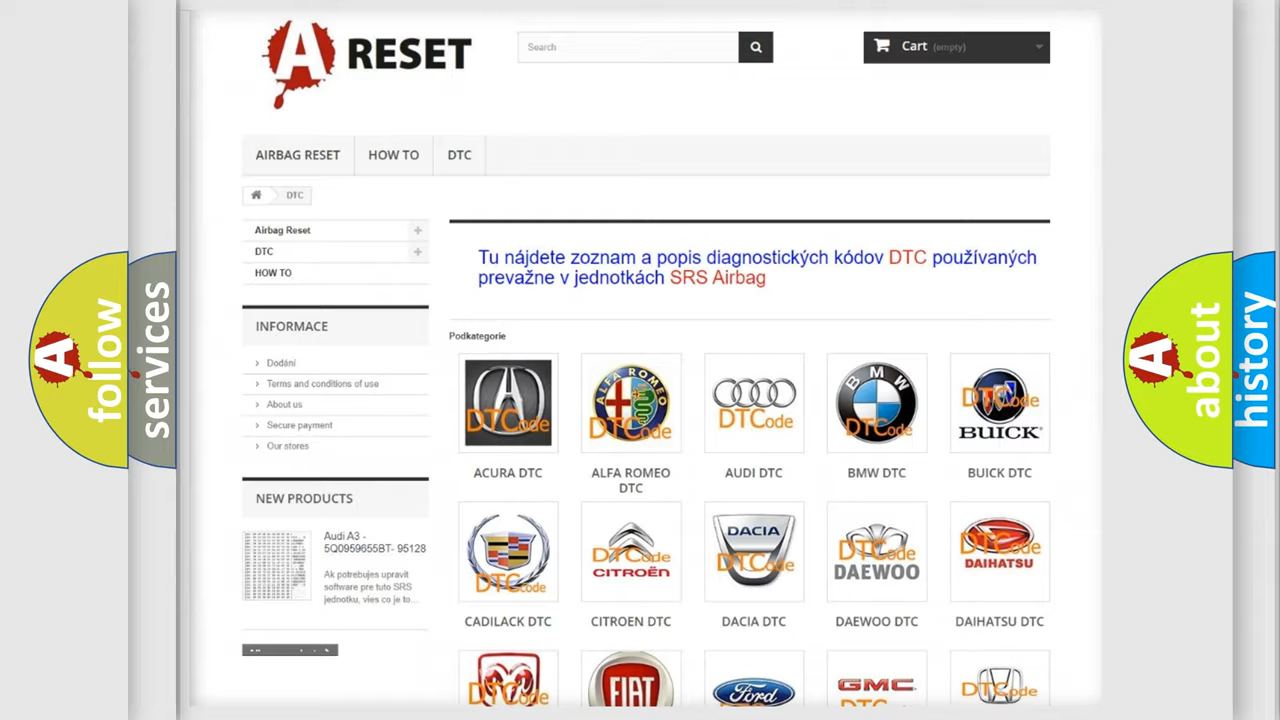 A RESET
Search
Cart (empty)
AIRBAG RESET
HOW TO
DTC
DTC
Airbag Reset
DTC
HOW TO
Tu nájdete zoznam a popis diagnostických kódov DTC používaných
prevažne v jednotkách SRS Airbag
INFORMACE
Dodání
Terms and conditions of use
About us
Secure payment
Our stores
NEW PRODUCTS
Audi A3 -
5Q0959655BT- 95128
Ak potrebujes upravit
software pre tuto SRS
jednotku, vies co je to...
Podkategorie
DTCode
ALFA ROMEO
DTCode
DTCode
BMW
DTCode
DTCode
BUICK
ACURA DTC
ALFA ROMEO
DTC
AUDI DTC
BMW DTC
BUICK DTC
DTCode
DTCode
CITROËN
DACIA
DTCode
DTCode
DAEWOO
DTCode
DAIHATSU
CADILACK DTC
CITROEN DTC
DACIA DTC
DAEWOO DTC
DAIHATSU DTC
DTCode
FIAT
Ford
GMC
DTCode
A follow
services
A about
history